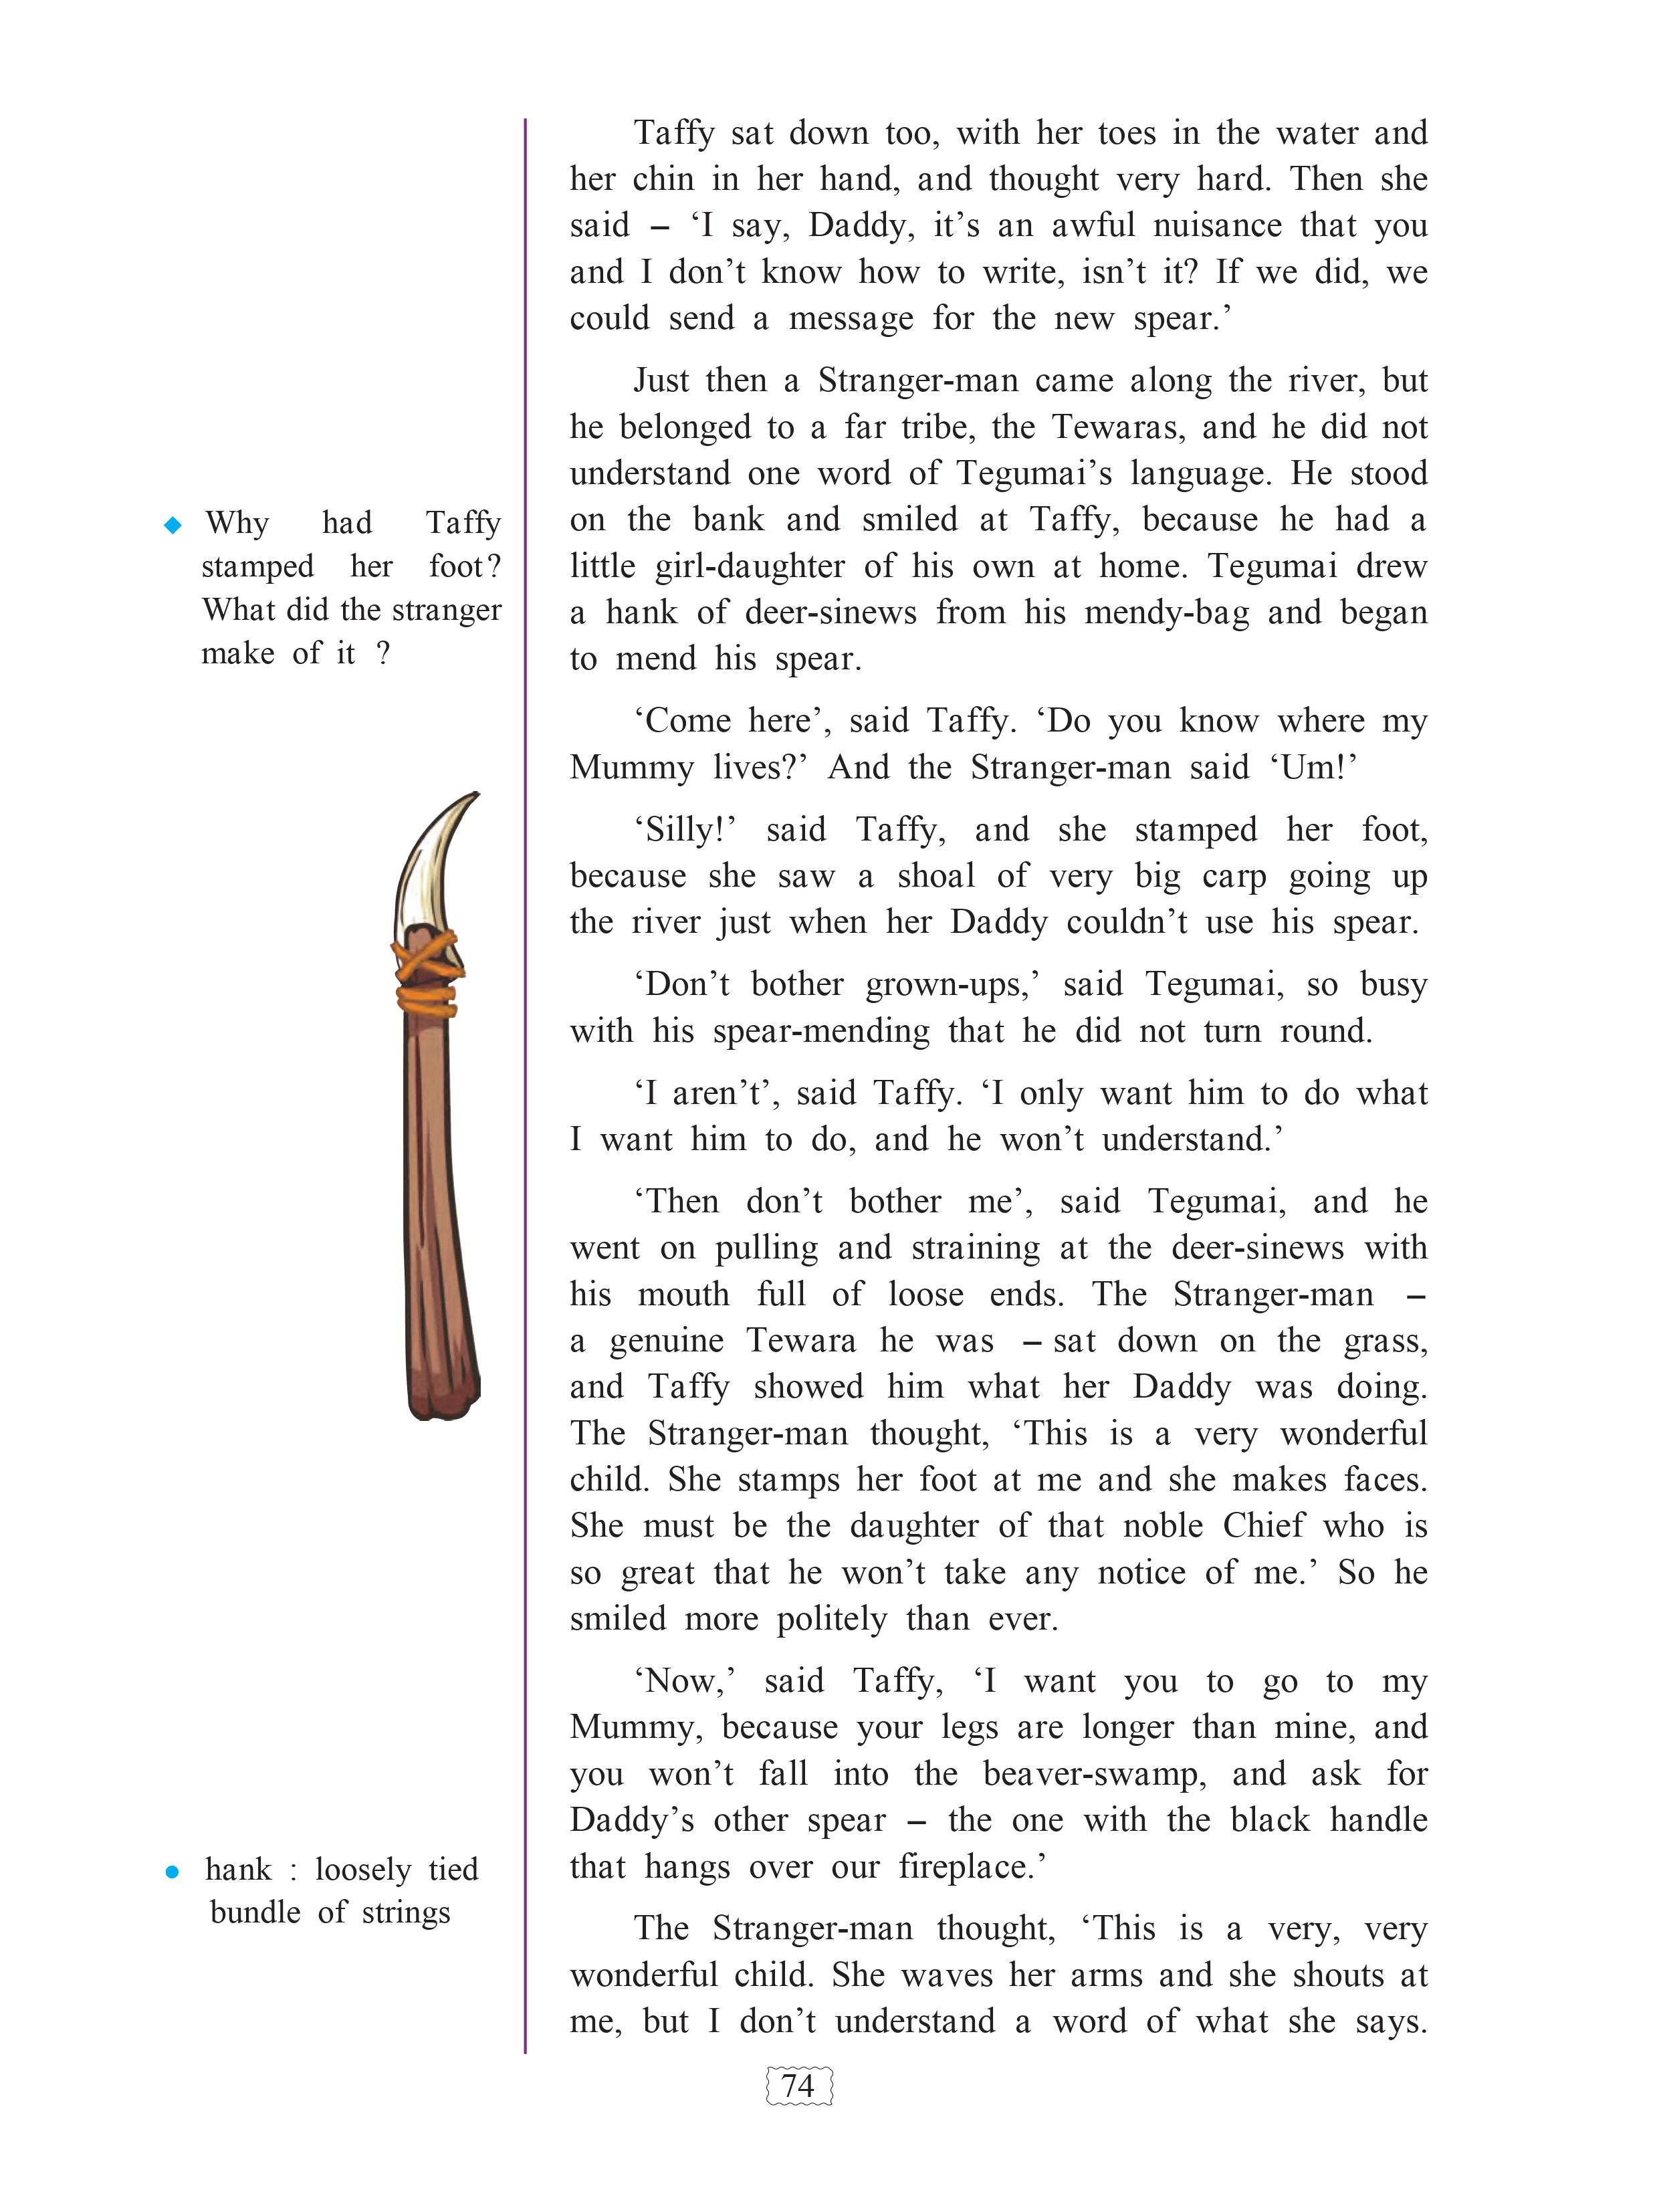 Taffy sat down too, with her toes in the water and
her chin in her hand, and thought very hard. Then she
said – ‘I say, Daddy, it’s an awful nuisance that you
and I don’t know how to write, isn’t it? If we did, we
could send a message for the new spear.’
Just then a Stranger-man came along the river, but
he belonged to a far tribe, the Tewaras, and he did not
understand one word of Tegumai’s language. He stood
on the bank and smiled at Taffy, because he had a
little girl-daughter of his own at home. Tegumai drew
a hank of deer-sinews from his mendy-bag and began
to mend his spear.
◆ Why had Taffy
stamped her foot?
What did the stranger
make of it ?
‘Come here’, said Taffy. ‘Do you know where my
Mummy lives?’ And the Stranger-man said ‘Um!’
‘Silly!’ said Taffy, and she stamped her foot,
because she saw a shoal of very big carp going up
the river just when her Daddy couldn’t use his spear.
‘Don’t bother grown-ups,’ said Tegumai, so busy
with his spear-mending that he did not turn round.
‘I aren’t’, said Taffy. ‘I only want him to do what
I want him to do, and he won’t understand.’
‘Then don’t bother me’, said Tegumai, and he
went on pulling and straining at the deer-sinews with
his mouth full of loose ends. The Stranger-man –
a genuine Tewara he was – sat down on the grass,
and Taffy showed him what her Daddy was doing.
The Stranger-man thought, ‘This is a very wonderful
child. She stamps her foot at me and she makes faces.
She must be the daughter of that noble Chief who is
so great that he won’t take any notice of me.’ So he
smiled more politely than ever.
‘Now,’ said Taffy, ‘I want you to go to my
Mummy, because your legs are longer than mine, and
you won’t fall into the beaver-swamp, and ask for
Daddy’s other spear – the one with the black handle
that hangs over our fireplace.’
● hank : loosely tied
bundle of strings
The Stranger-man thought, ‘This is a very, very
wonderful child. She waves her arms and she shouts at
me, but I don’t understand a word of what she says.
74